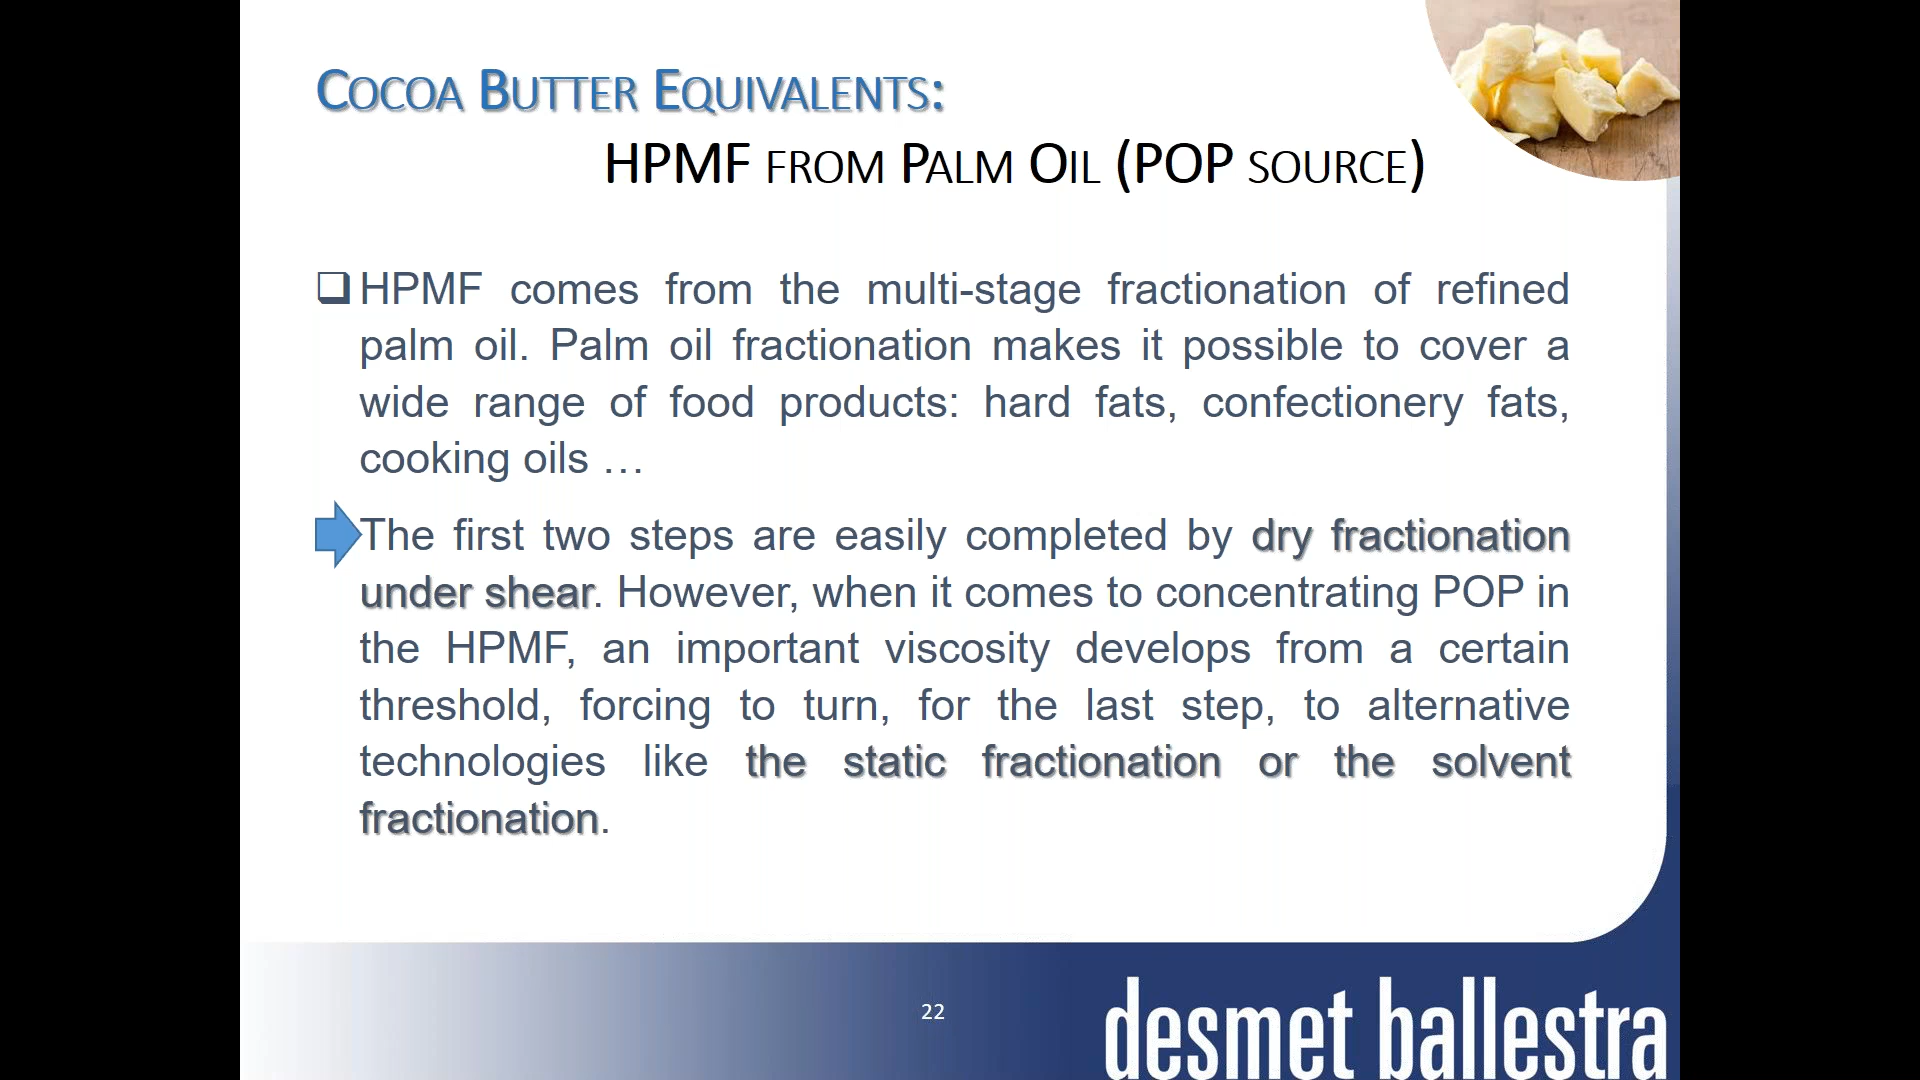 Cocoa Butter Equivalents:
HPMF from Palm Oil (POP source)
HPMF comes from the multi-stage fractionation of refined
palm oil. Palm oil fractionation makes it possible to cover a
wide range of food products: hard fats, confectionery fats,
cooking oils …
The first two steps are easily completed by dry fractionation
under shear. However, when it comes to concentrating POP in
the HPMF, an important viscosity develops from a certain
threshold, forcing to turn, for the last step, to alternative
technologies like the static fractionation or the solvent
fractionation.
22
desmet ballestra